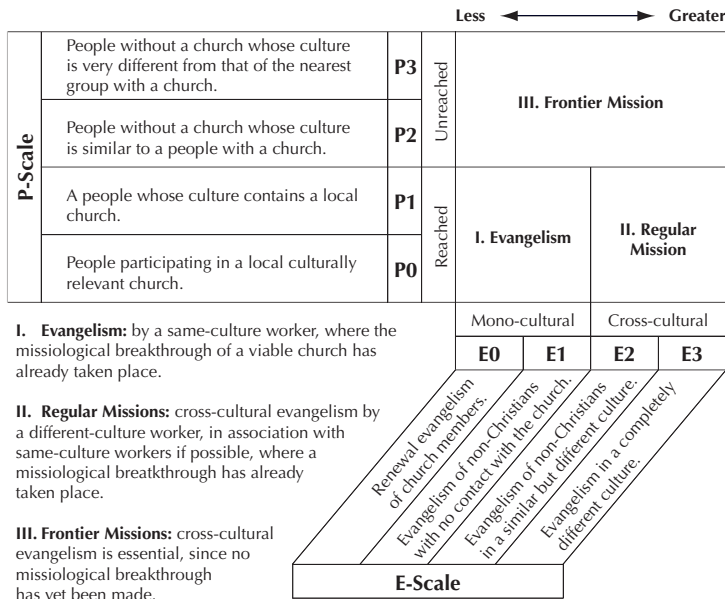 Less Greater
P-Scale
People without a church whose culture
is very different from that of the nearest
group with a church.
P3
People without a church whose culture
is similar to a people with a church.
P2
Unreached
III. Frontier Mission
A people whose culture contains a local
church.
P1
People participating in a local culturally
relevant church.
P0
Reached
I. Evangelism
II. Regular
Mission
Mono-cultural
Cross-cultural
E0
E1
E2
E3
Renewal evangelism
of church members.
Evangelism of non-Christians
with no contact with the church.
Evangelism of non-Christians
in a similar but different culture.
Evangelism in a completely
different culture.
E-Scale
I. Evangelism: by a same-culture worker, where the
missiological breakthrough of a viable church has
already taken place.
II. Regular Missions: cross-cultural evangelism by
a different-culture worker, in association with
same-culture workers if possible, where a
missiological breatkthrough has already
taken place.
III. Frontier Missions: cross-cultural
evangelism is essential, since no
missiological breakthrough
has yet been made.